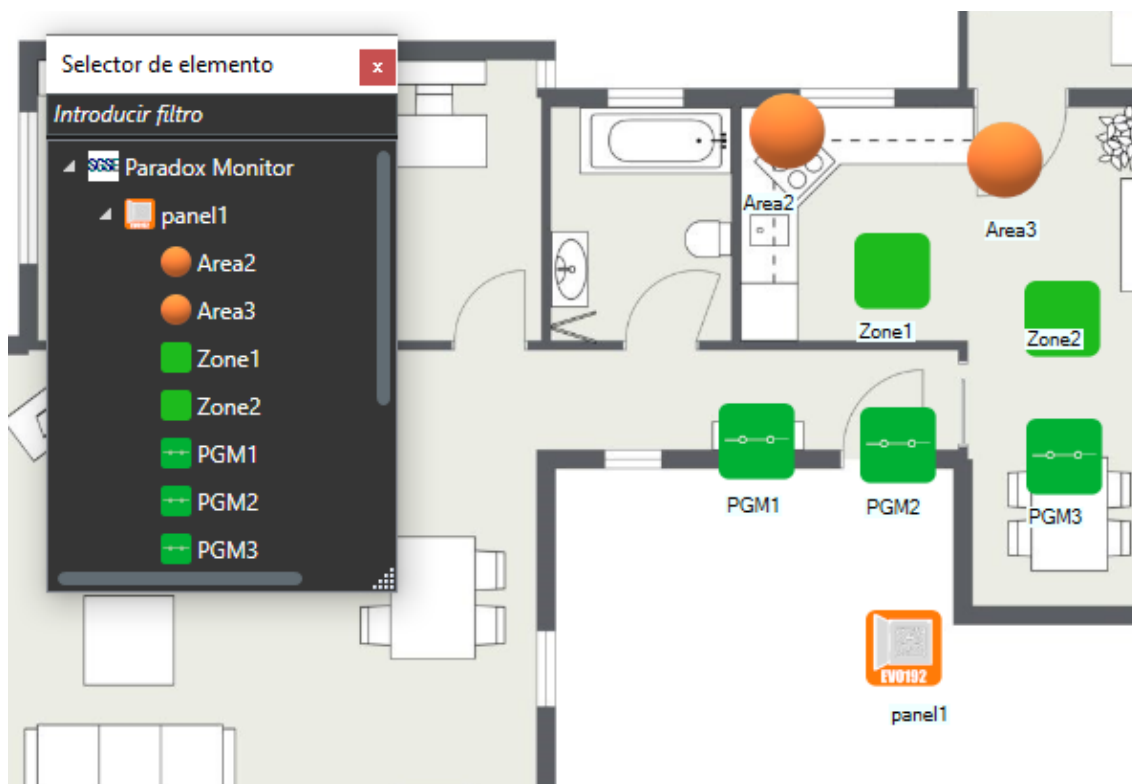 Selector de elemento
x
Introducir filtro
SGSE Paradox Monitor
panel1
Area2
Area3
Zone1
Zone2
PGM1
PGM2
PGM3
Area2
Area3
Zone1
Zone2
PGM1
PGM2
PGM3
EVO192
panel1